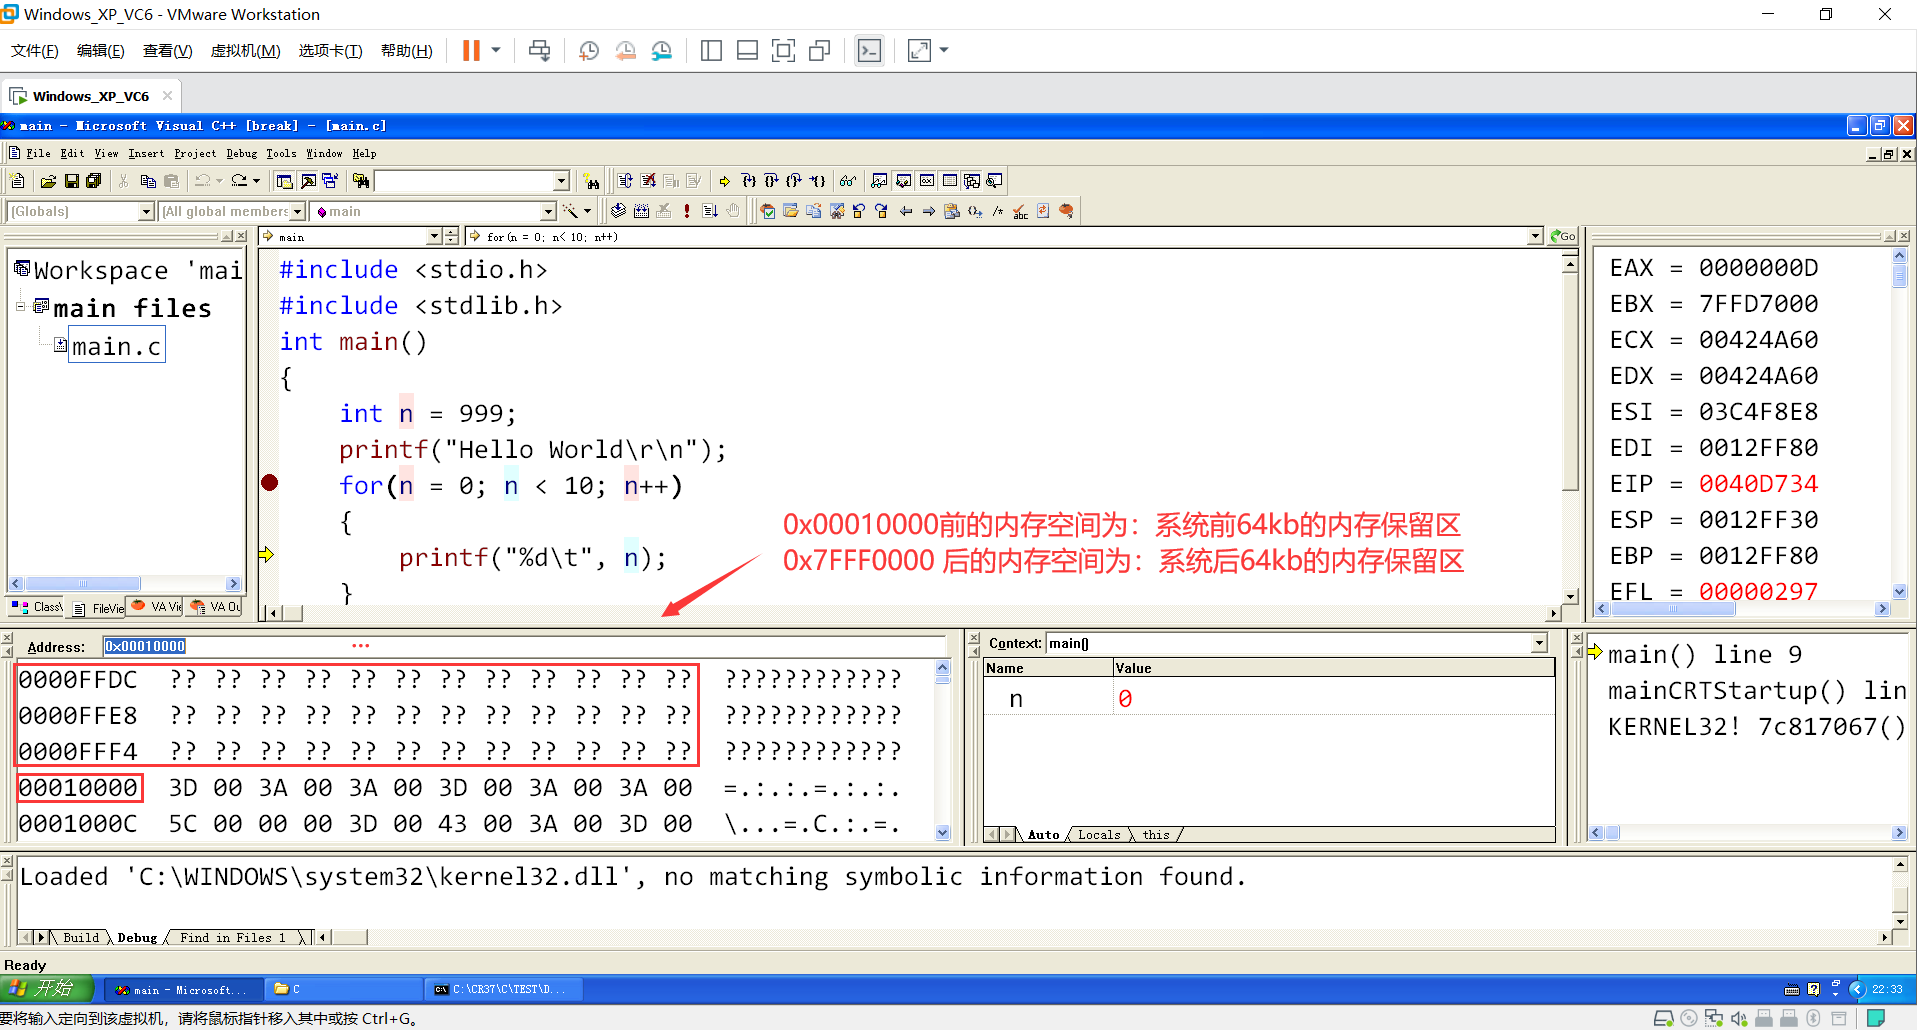 Windows_XP_VC6 - VMware Workstation
文件(F) 编辑(E) 查看(V) 虚拟机(M) 选项卡(T) 帮助(H)
Windows_XP_VC6
main - Microsoft Visual C++ [break] - [main.c]
File Edit View Insert Project Debug Tools Window Help
(Globals) [All global members main
main for(n = 0; n< 10; n++) Go
Workspace 'mai
main files
main.c
ClassV FileVie VA Vie VA Ou
#include <stdio.h>
#include <stdlib.h>
int main()
{
int n = 999;
printf("Hello World\r\n");
for(n = 0; n < 10; n++)
{
printf("%d\t", n);
}
0x00010000前的内存空间为：系统前64kb的内存保留区
0x7FFF0000 后的内存空间为：系统后64kb的内存保留区
EAX = 0000000D
EBX = 7FFD7000
ECX = 00424A60
EDX = 00424A60
ESI = 03C4F8E8
EDI = 0012FF80
EIP = 0040D734
ESP = 0012FF30
EBP = 0012FF80
EFL = 00000297
Address: 0x00010000 ...
0000FFDC ?? ?? ?? ?? ?? ?? ?? ?? ?? ?? ?? ?? ????????????
0000FFE8 ?? ?? ?? ?? ?? ?? ?? ?? ?? ?? ?? ?? ????????????
0000FFF4 ?? ?? ?? ?? ?? ?? ?? ?? ?? ?? ?? ?? ????????????
00010000 3D 00 3A 00 3A 00 3D 00 3A 00 3A 00 =.:.:.=.:.:.
0001000C 5C 00 00 00 3D 00 43 00 3A 00 3D 00 \...=.C.:.=.
Context: main()
Name Value
n 0
Auto Locals this
main() line 9
mainCRTStartup() lin
KERNEL32! 7c817067()
Loaded 'C:\WINDOWS\system32\kernel32.dll', no matching symbolic information found.
Build Debug Find in Files 1
Ready
开始 main - Microsoft... C C:\CR37\C\TEST\D... 22:33
要将输入定向到该虚拟机，请将鼠标指针移入其中或按 Ctrl+G。